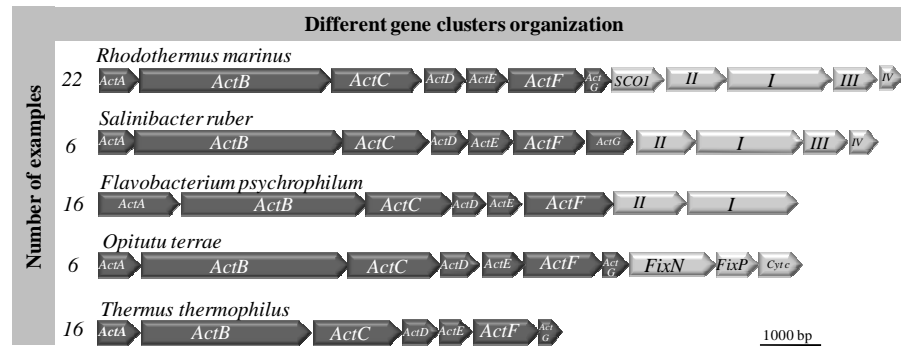 Different gene clusters organization
Number of examples
Rhodothermus marinus
22 ActA ActB ActC ActD ActE ActF Act G SCO1 II I III IV
Salinibacter ruber
6 ActA ActB ActC ActD ActE ActF ActG II I III IV
Flavobacterium psychrophilum
16 ActA ActB ActC ActD ActE ActF II I
Opitutu terrae
6 ActA ActB ActC ActD ActE ActF Act G FixN FixP Cyt c
Thermus thermophilus
16 ActA ActB ActC ActD ActE ActF Act G
1000 bp